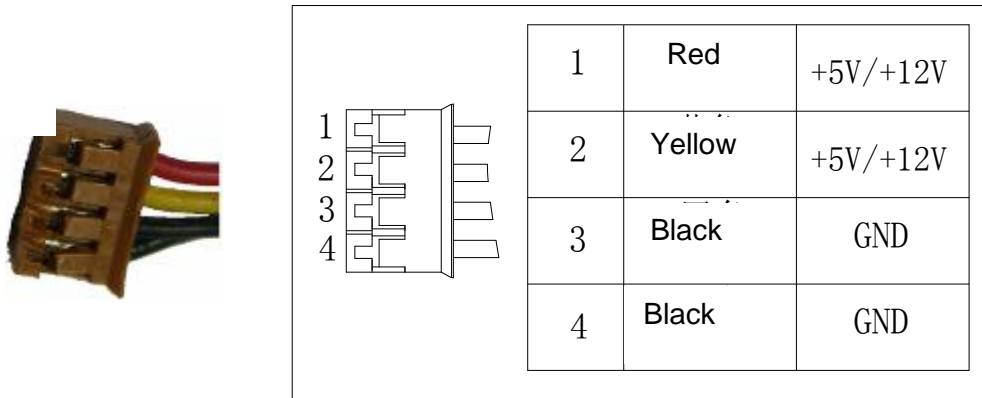 1 Red +5V/+12V
1
2 Yellow +5V/+12V
2
3
3 Black GND
4
4 Black GND